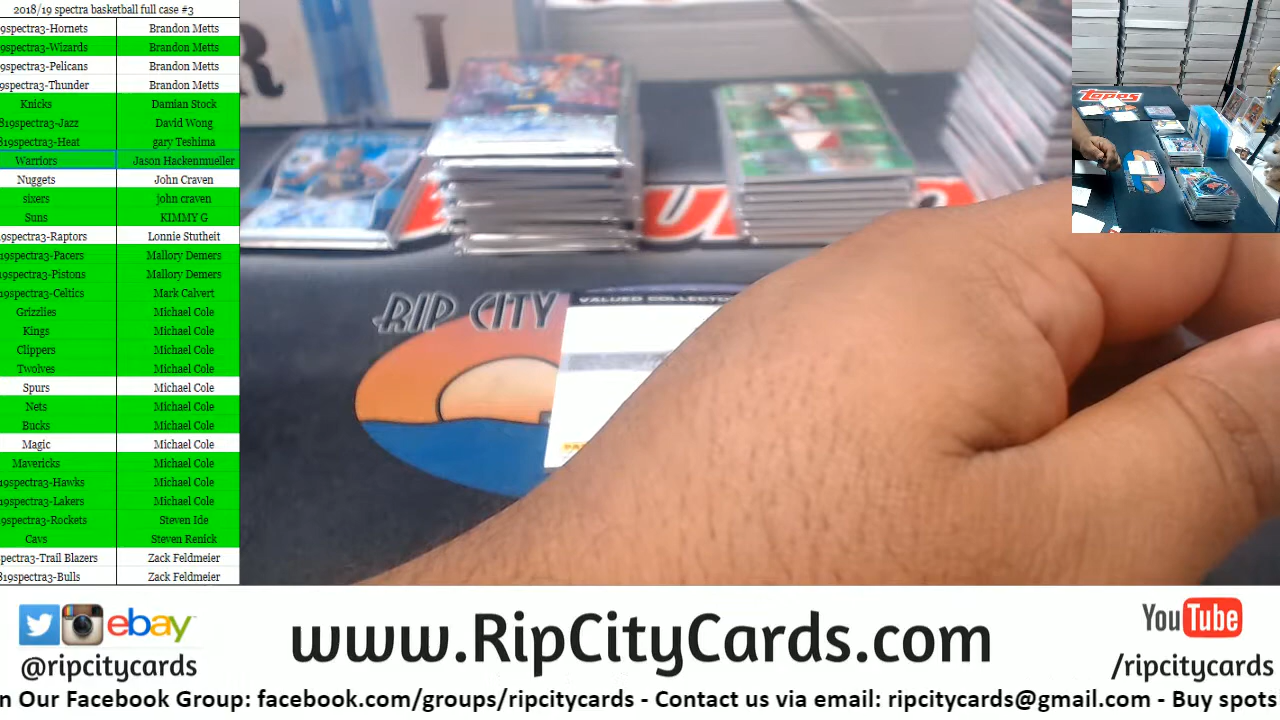 2018/19 spectra basketball full case #3
9spectra3-Hornets Brandon Metts
19spectra3-Wizards Brandon Metts
19spectra3-Pelicans Brandon Metts
19spectra3-Thunder Brandon Metts
Knicks Damian Stock
819spectra3-Jazz David Wong
819spectra3-Heat gary Teshima
Warriors Jason Hackenmueller
Nuggets John Craven
sixers john craven
Suns KIMMY G
19spectra3-Raptors Lonnie Stutheit
19spectra3-Pacers Mallory Demers
19spectra3-Pistons Mallory Demers
19spectra3-Celtics Mark Calvert
Grizzlies Michael Cole
Kings Michael Cole
Clippers Michael Cole
Twolves Michael Cole
Spurs Michael Cole
Nets Michael Cole
Bucks Michael Cole
Magic Michael Cole
Mavericks Michael Cole
19spectra3-Hawks Michael Cole
19spectra3-Lakers Michael Cole
9spectra3-Rockets Steven Ide
Cavs Steven Renick
spectra3-Trail Blazers Zack Feldmeier
819spectra3-Bulls Zack Feldmeier
Topps
RIP CITY
VALUED COLLECTO
ebay
@ripcitycards
www.RipCityCards.com
YouTube
/ripcitycards
n Our Facebook Group: facebook.com/groups/ripcitycards - Contact us via email: ripcitycards@gmail.com - Buy spots